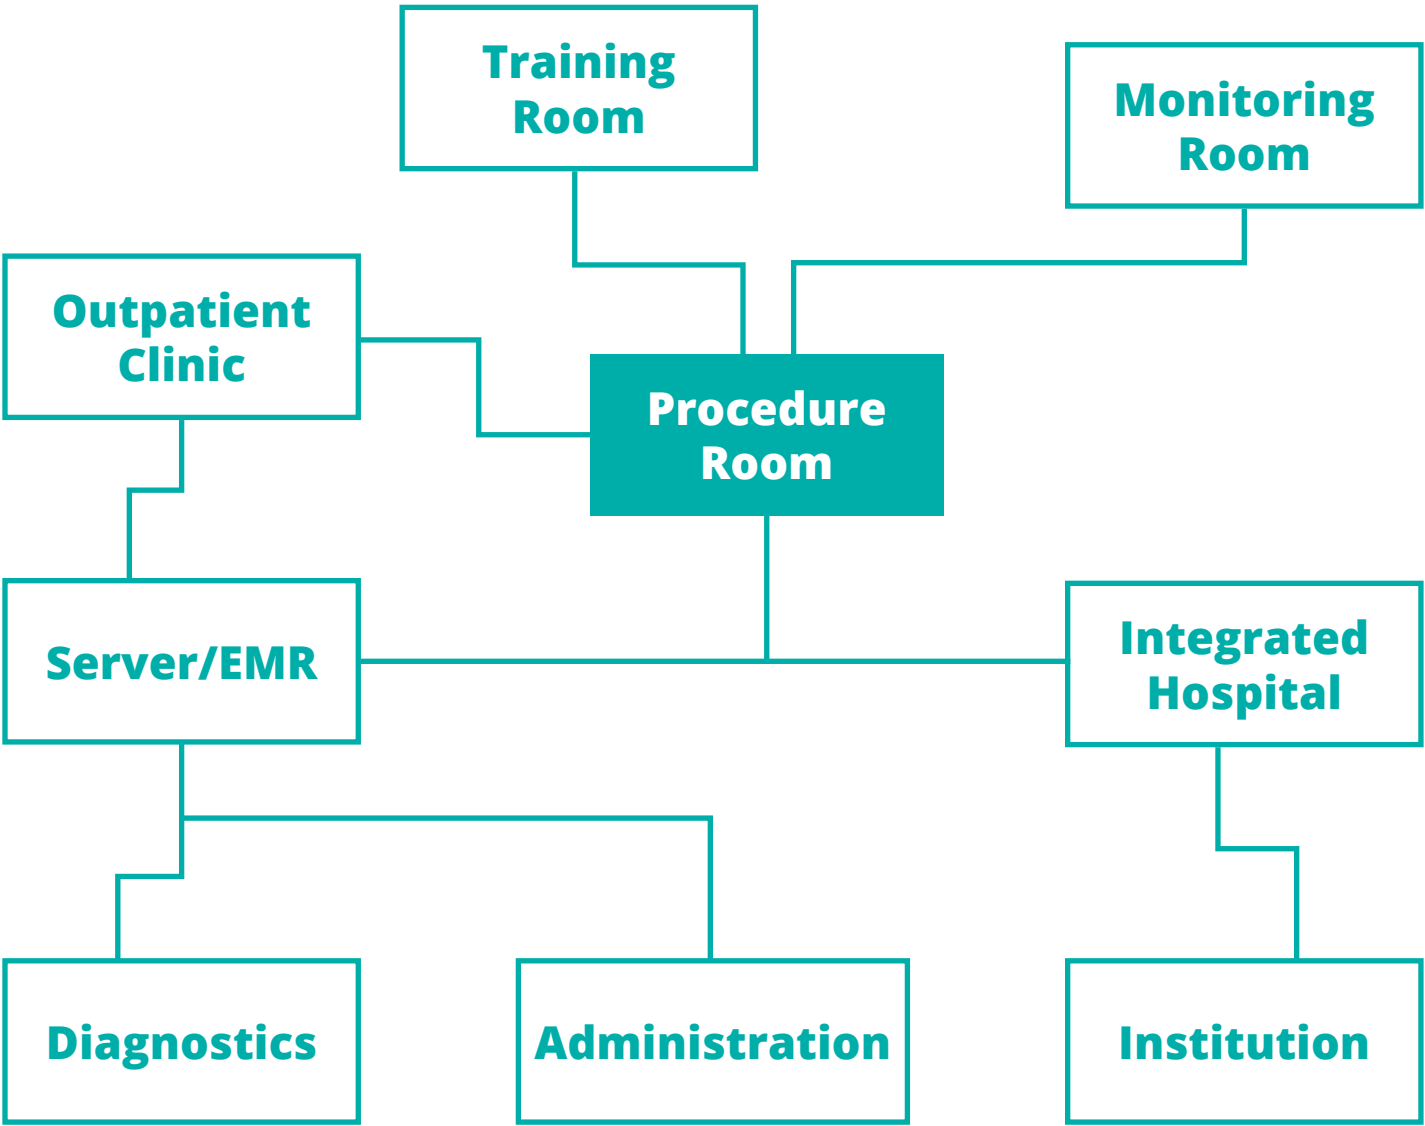 Training
Room
Monitoring
Room
Outpatient
Clinic
Procedure
Room
Server/EMR
Integrated
Hospital
Diagnostics
Administration
Institution